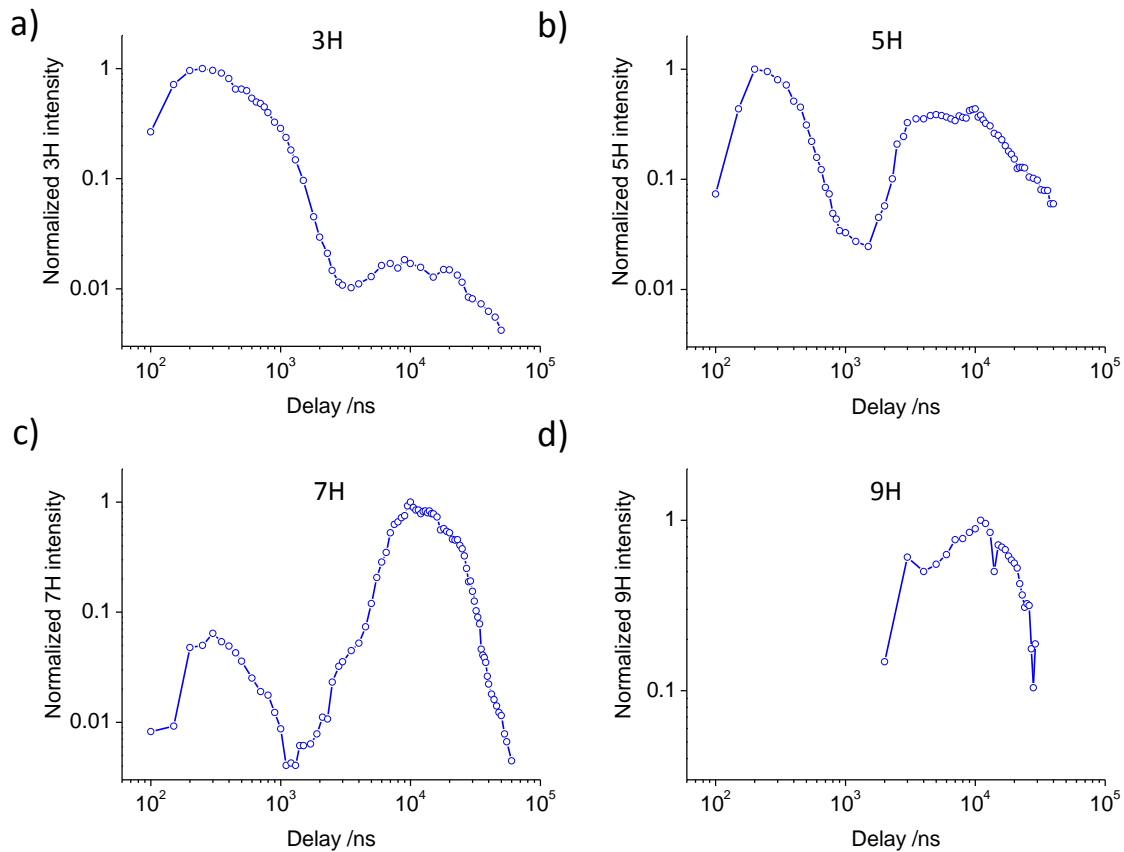 a)
3H
Normalized 3H intensity
1
0.1
0.01
10²
10³
10⁴
10⁵
Delay /ns
b)
5H
Normalized 5H intensity
1
0.1
0.01
10²
10³
10⁴
10⁵
Delay /ns
c)
7H
Normalized 7H intensity
1
0.1
0.01
10²
10³
10⁴
10⁵
Delay /ns
d)
9H
Normalized 9H intensity
1
0.1
10²
10³
10⁴
10⁵
Delay /ns